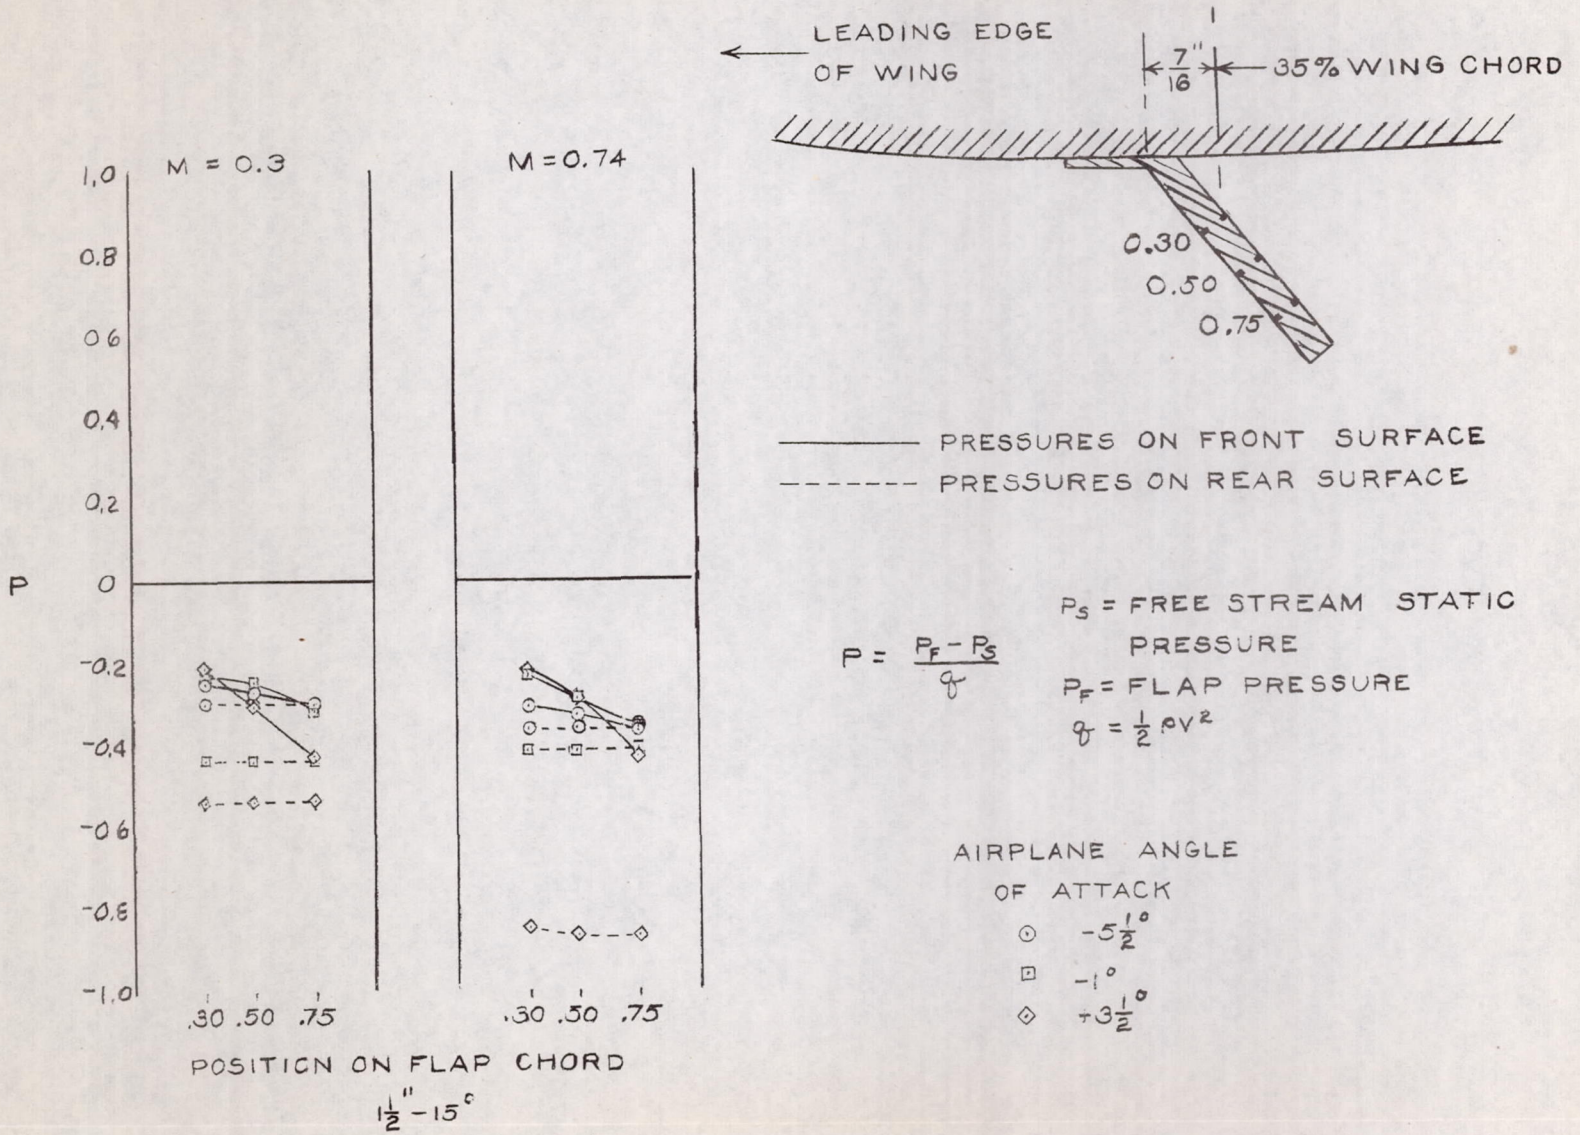 LEADING EDGE
OF WING
7"
16
35% WING CHORD
M = 0.3
M = 0.74
1.0
0.8
0.6
0.4
0.2
P
0
-0.2
-0.4
-0.6
-0.8
-1.0
.30 .50 .75
.30 .50 .75
POSITION ON FLAP CHORD
1 1/2" - 15°
0.30
0.50
0.75
PRESSURES ON FRONT SURFACE
PRESSURES ON REAR SURFACE
P = (P_F - P_S) / q
P_S = FREE STREAM STATIC
PRESSURE
P_F = FLAP PRESSURE
q = 1/2 ρV²
AIRPLANE ANGLE
OF ATTACK
-5 1/2°
-1°
+3 1/2°